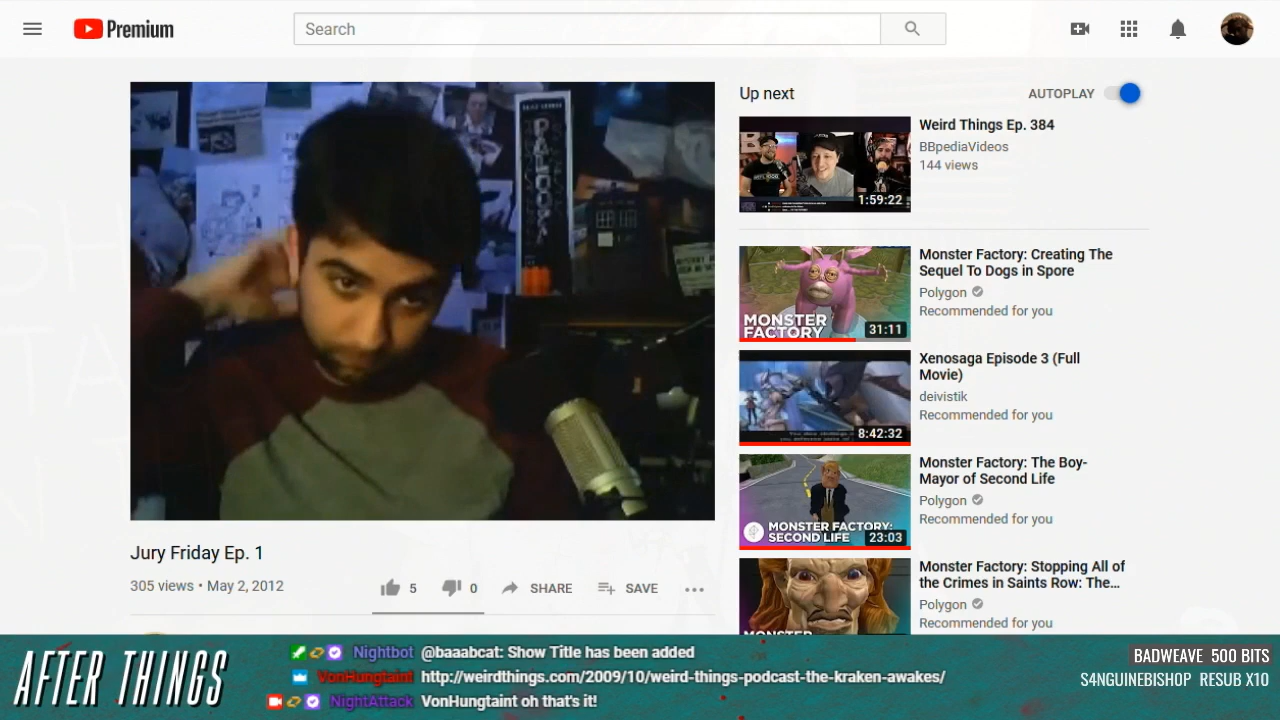 Premium
Search
Up next
AUTOPLAY
Weird Things Ep. 384
BBpediaVideos
144 views
1:59:22
Monster Factory: Creating The
Sequel To Dogs in Spore
Polygon
Recommended for you
MONSTER
FACTORY
31:11
Xenosaga Episode 3 (Full
Movie)
deivistik
Recommended for you
8:42:32
Monster Factory: The Boy-
Mayor of Second Life
Polygon
Recommended for you
MONSTER FACTORY:
SECOND LIFE
23:03
Monster Factory: Stopping All of
the Crimes in Saints Row: The...
Polygon
Recommended for you
MONSTER
Jury Friday Ep. 1
305 views • May 2, 2012
5
0
SHARE
SAVE
AFTER THINGS
Nightbot @baaabcat: Show Title has been added
VonHungtaint http://weirdthings.com/2009/10/weird-things-podcast-the-kraken-awakes/
NightAttack VonHungtaint oh that's it!
BADWEAVE 500 BITS
S4NGUINEBISHOP RESUB X10